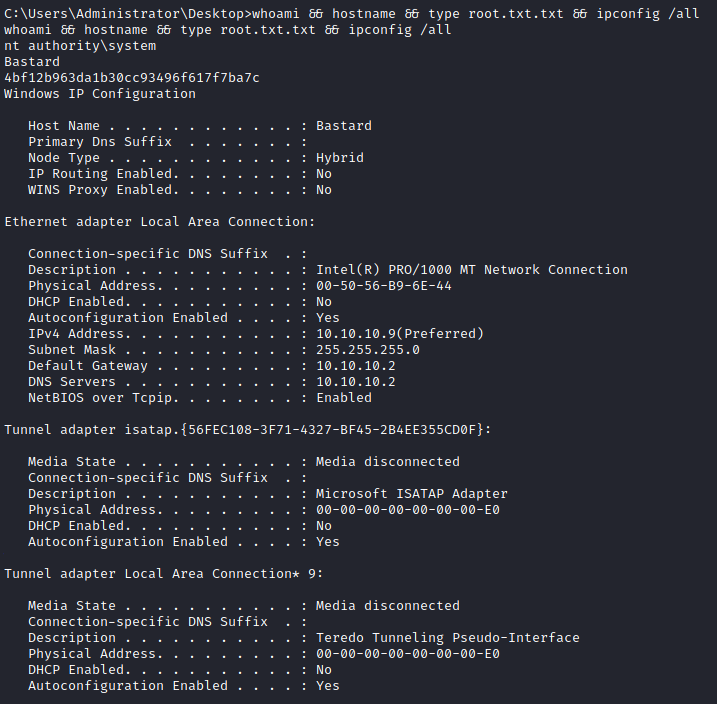 C:\Users\Administrator\Desktop>whoami && hostname && type root.txt.txt && ipconfig /all
whoami && hostname && type root.txt.txt && ipconfig /all
nt authority\system
Bastard
4bf12b963da1b30cc93496f617f7ba7c
Windows IP Configuration
   Host Name . . . . . . . . . . . . : Bastard
   Primary Dns Suffix  . . . . . . . :
   Node Type . . . . . . . . . . . . : Hybrid
   IP Routing Enabled. . . . . . . . : No
   WINS Proxy Enabled. . . . . . . . : No
Ethernet adapter Local Area Connection:
   Connection-specific DNS Suffix  . :
   Description . . . . . . . . . . . : Intel(R) PRO/1000 MT Network Connection
   Physical Address. . . . . . . . . : 00-50-56-B9-6E-44
   DHCP Enabled. . . . . . . . . . . : No
   Autoconfiguration Enabled . . . . : Yes
   IPv4 Address. . . . . . . . . . . : 10.10.10.9(Preferred)
   Subnet Mask . . . . . . . . . . . : 255.255.255.0
   Default Gateway . . . . . . . . . : 10.10.10.2
   DNS Servers . . . . . . . . . . . : 10.10.10.2
   NetBIOS over Tcpip. . . . . . . . : Enabled
Tunnel adapter isatap.{56FEC108-3F71-4327-BF45-2B4EE355CD0F}:
   Media State . . . . . . . . . . . : Media disconnected
   Connection-specific DNS Suffix  . :
   Description . . . . . . . . . . . : Microsoft ISATAP Adapter
   Physical Address. . . . . . . . . : 00-00-00-00-00-00-00-E0
   DHCP Enabled. . . . . . . . . . . : No
   Autoconfiguration Enabled . . . . : Yes
Tunnel adapter Local Area Connection* 9:
   Media State . . . . . . . . . . . : Media disconnected
   Connection-specific DNS Suffix  . :
   Description . . . . . . . . . . . : Teredo Tunneling Pseudo-Interface
   Physical Address. . . . . . . . . : 00-00-00-00-00-00-00-E0
   DHCP Enabled. . . . . . . . . . . : No
   Autoconfiguration Enabled . . . . : Yes